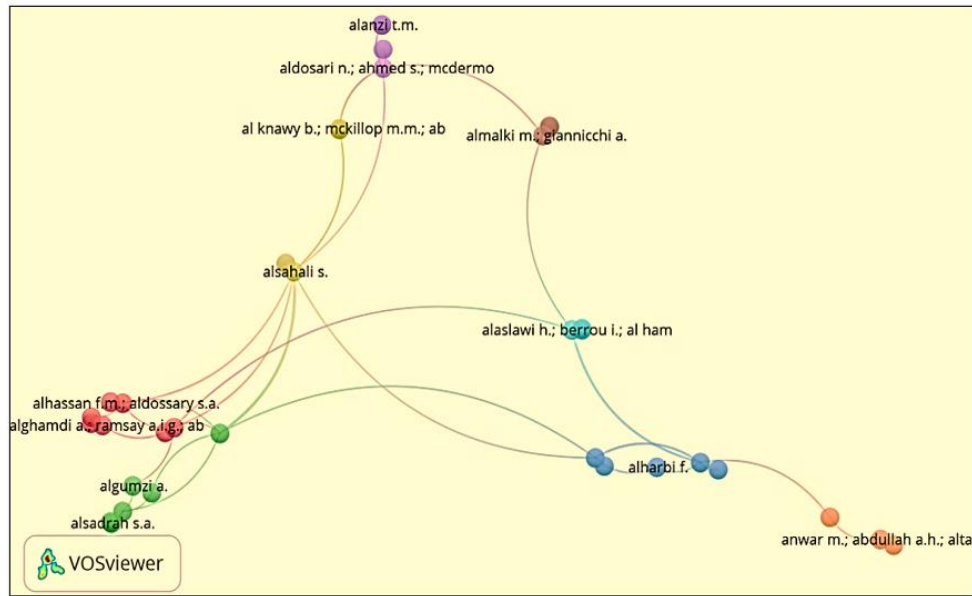 alanzi t.m.
aldosari n.; ahmed s.; mcdermo
al knawy b.; mckillop m.m.; ab
almalki m.; giannicchi a.
alsahali s.
alaslawi h.; berrou i.; al ham
alhassan f.m.; aldossary s.a.
alghamdi a.; ramsay a.i.g.; ab
alharbi f.
algumzi a.
alsadrah s.a.
anwar m.; abdullah a.h.; alta
VOSviewer